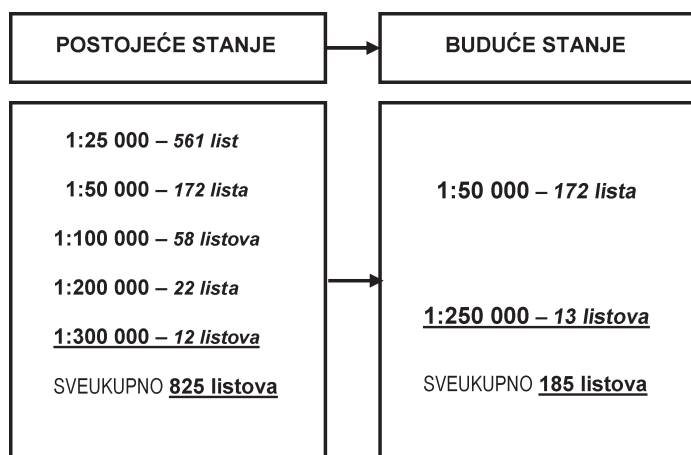 POSTOJEĆE STANJE
BUDUĆE STANJE
1:25 000 – 561 list
1:50 000 – 172 lista
1:100 000 – 58 listova
1:200 000 – 22 lista
1:300 000 – 12 listova
SVEUKUPNO 825 listova
1:50 000 – 172 lista
1:250 000 – 13 listova
SVEUKUPNO 185 listova